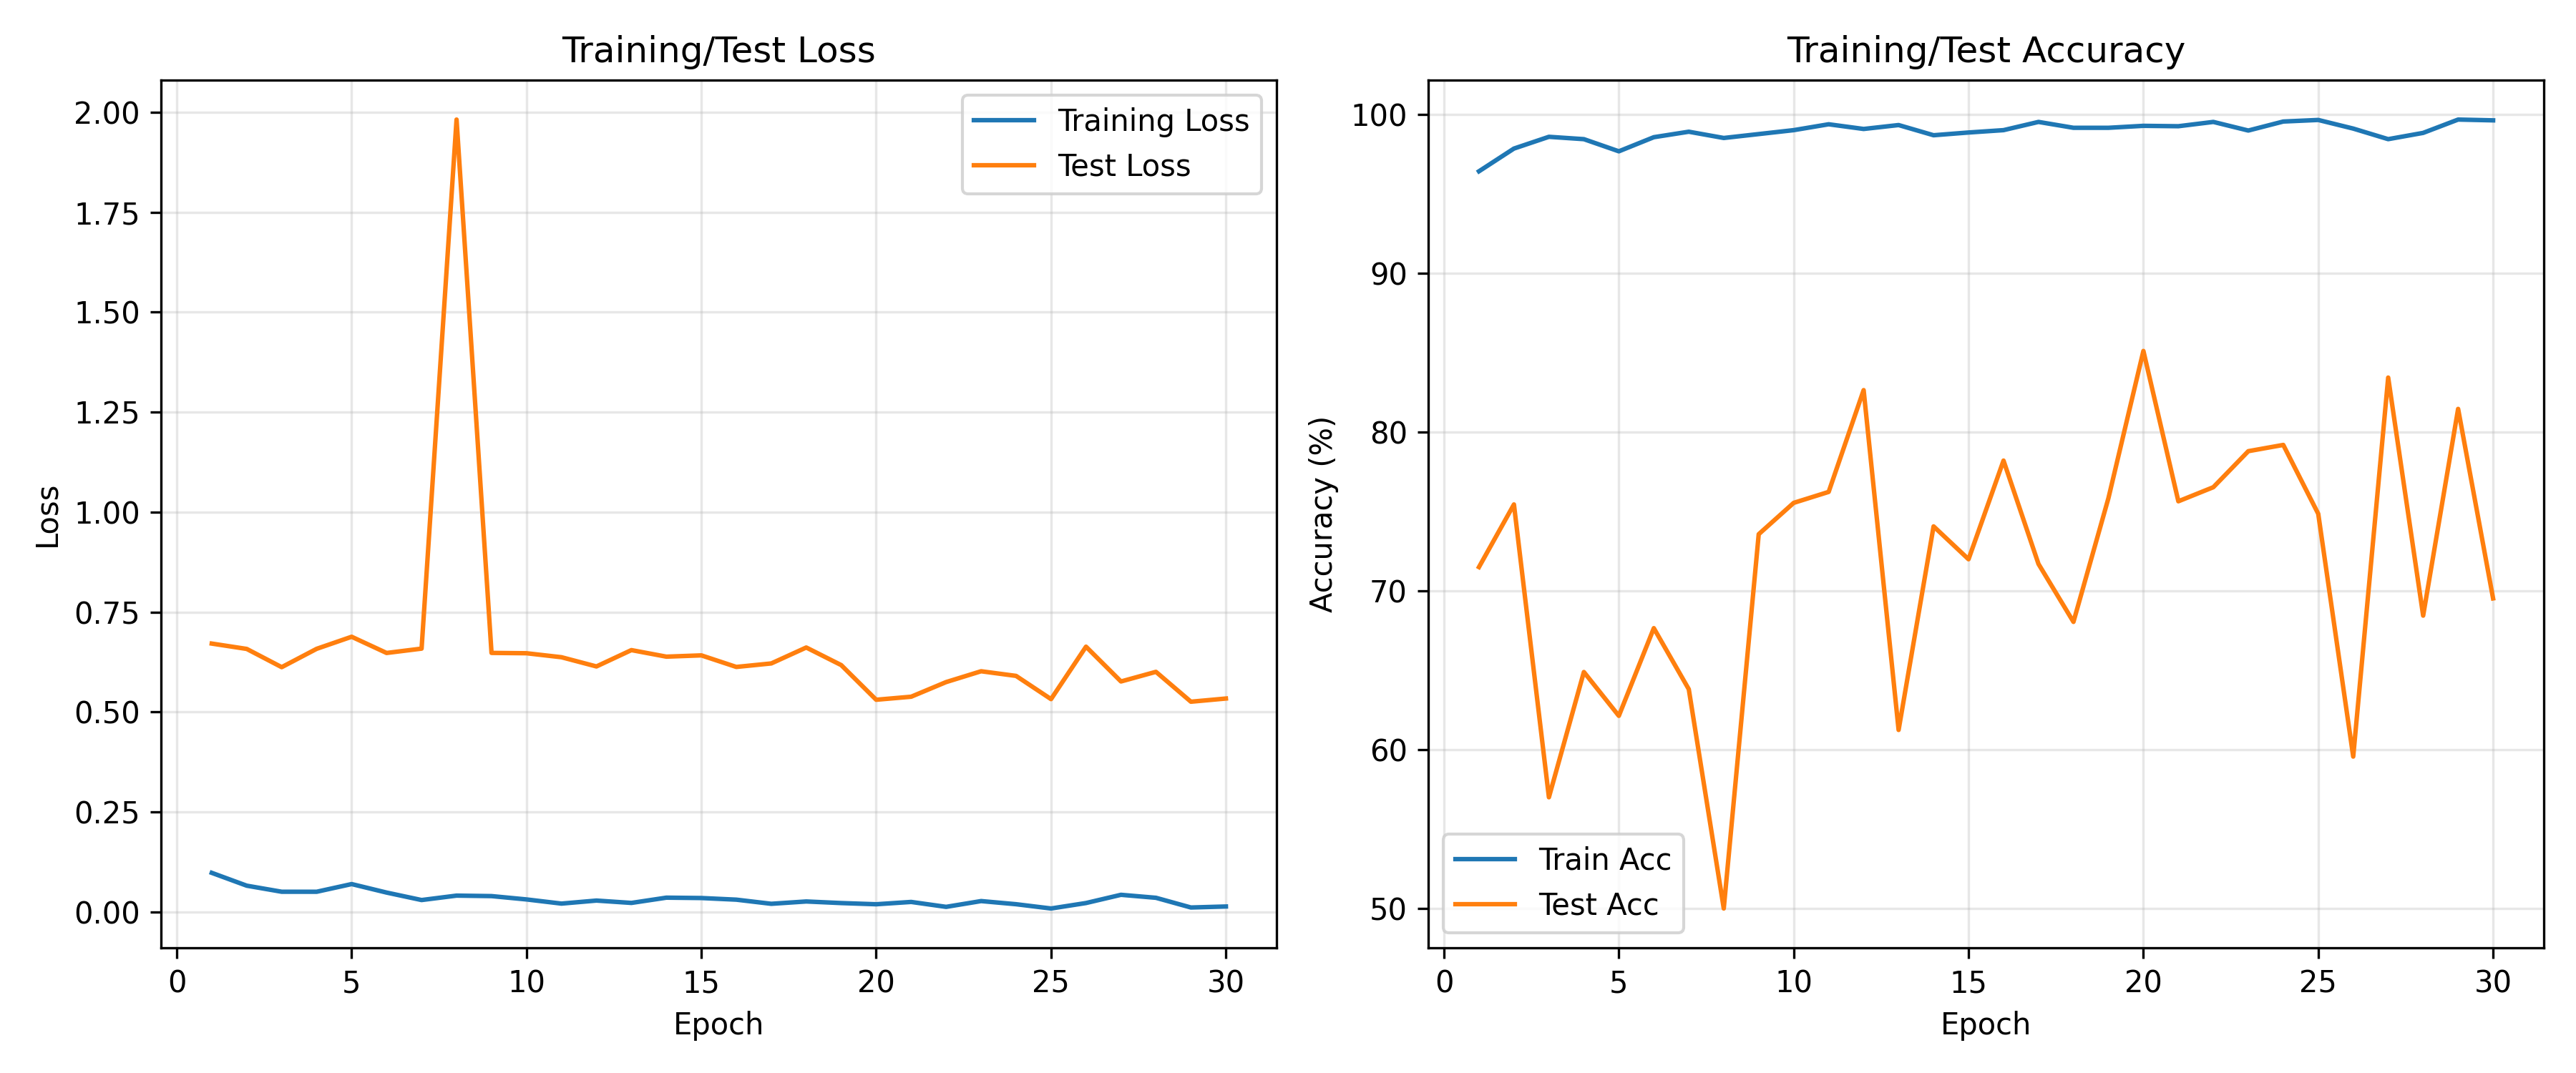 Training/Test Loss
2.00
1.75
1.50
1.25
1.00
0.75
0.50
0.25
0.00
Loss
0 5 10 15 20 25 30
Epoch
Training Loss
Test Loss
Training/Test Accuracy
100
90
80
70
60
50
Accuracy (%)
0 5 10 15 20 25 30
Epoch
Train Acc
Test Acc